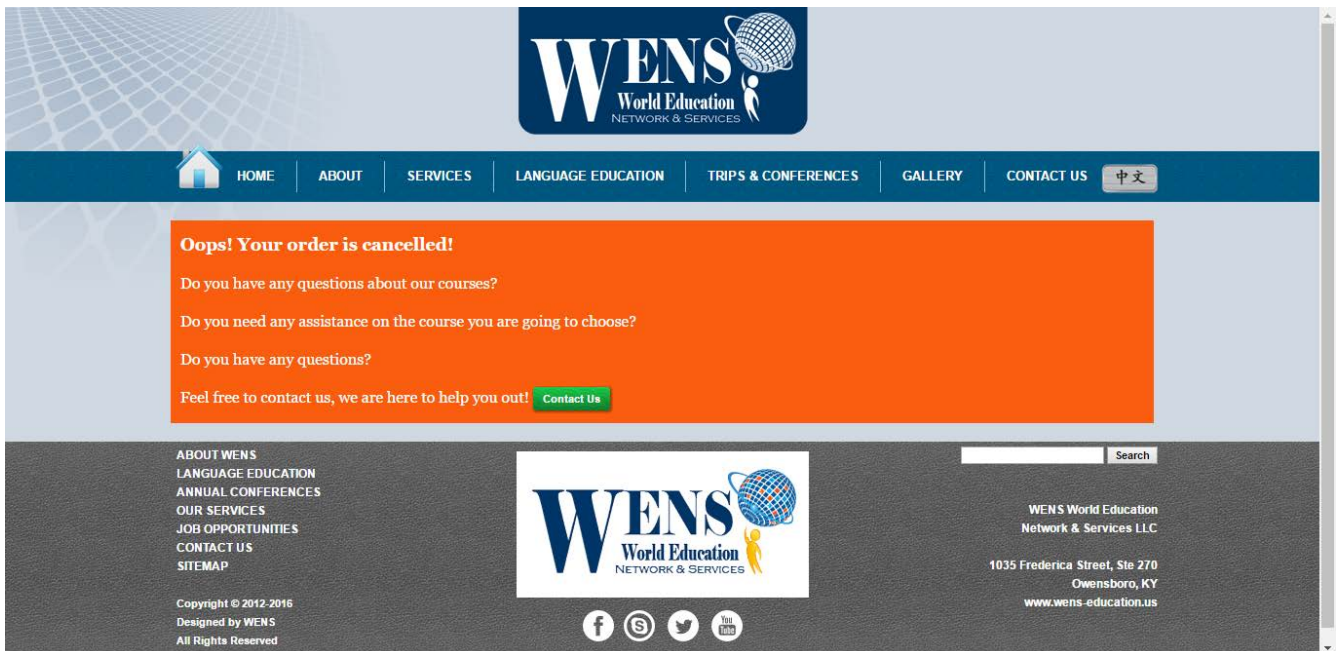 WENS
World Education
NETWORK & SERVICES
HOME
ABOUT
SERVICES
LANGUAGE EDUCATION
TRIPS & CONFERENCES
GALLERY
CONTACT US
中文
Oops! Your order is cancelled!
Do you have any questions about our courses?
Do you need any assistance on the course you are going to choose?
Do you have any questions?
Feel free to contact us, we are here to help you out! Contact Us
ABOUT WENS
LANGUAGE EDUCATION
ANNUAL CONFERENCES
OUR SERVICES
JOB OPPORTUNITIES
CONTACT US
SITEMAP
Copyright © 2012-2016
Designed by WENS
All Rights Reserved
WENS
World Education
NETWORK & SERVICES
f
S
You
Tube
Search
WENS World Education
Network & Services LLC
1035 Frederica Street, Ste 270
Owensboro, KY
www.wens-education.us